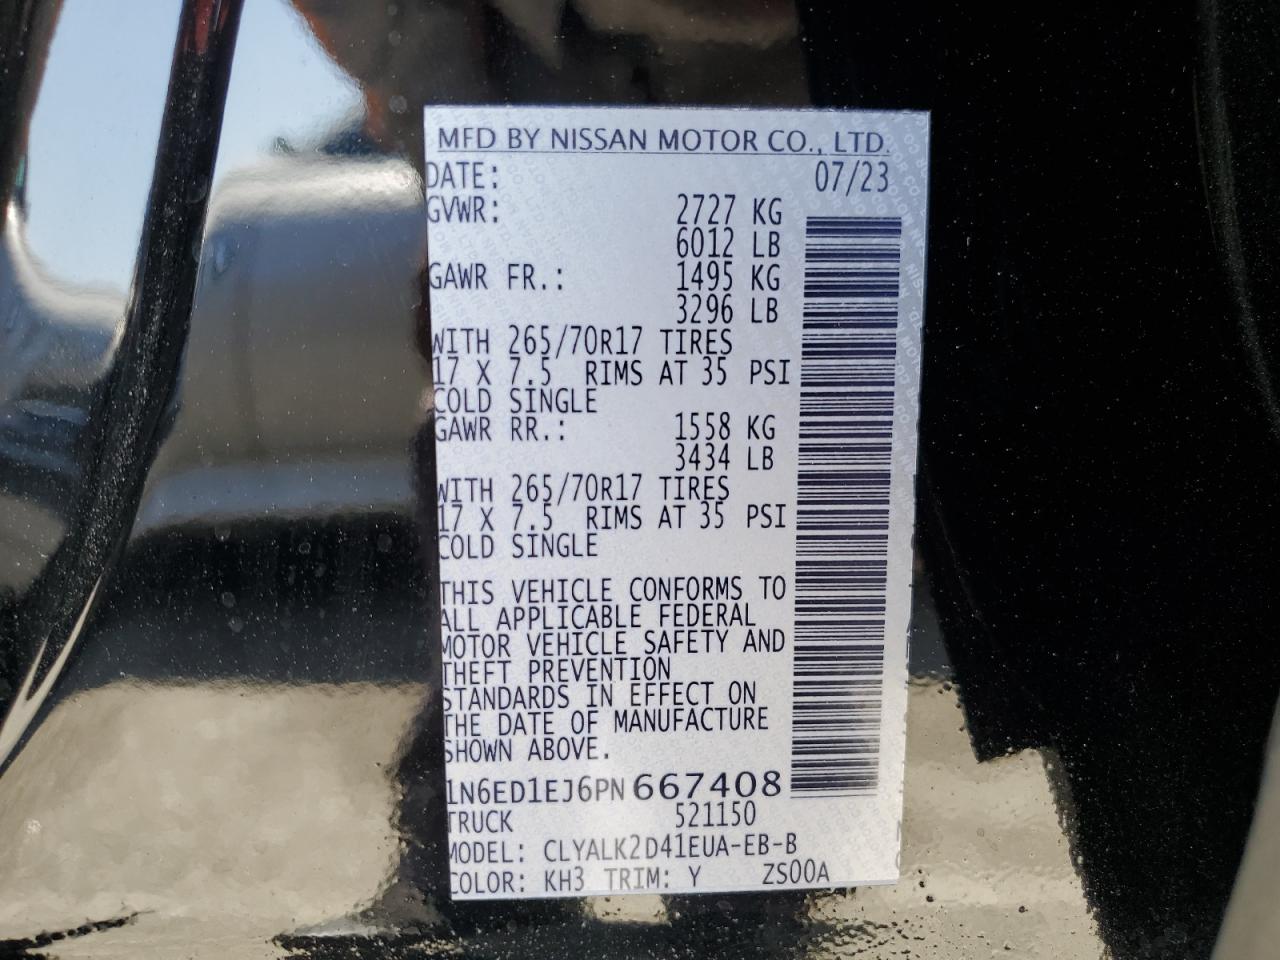 MFD BY NISSAN MOTOR CO., LTD.
DATE: 07/23
GVWR: 2727 KG
6012 LB
GAWR FR.: 1495 KG
3296 LB
WITH 265/70R17 TIRES
17 X 7.5 RIMS AT 35 PSI
COLD SINGLE
GAWR RR.: 1558 KG
3434 LB
WITH 265/70R17 TIRES
17 X 7.5 RIMS AT 35 PSI
COLD SINGLE
THIS VEHICLE CONFORMS TO
ALL APPLICABLE FEDERAL
MOTOR VEHICLE SAFETY AND
THEFT PREVENTION
STANDARDS IN EFFECT ON
THE DATE OF MANUFACTURE
SHOWN ABOVE.
1N6ED1EJ6PN667408
TRUCK 521150
MODEL: CLYALK2D41EUA-EB-B
COLOR: KH3 TRIM: Y ZS00A